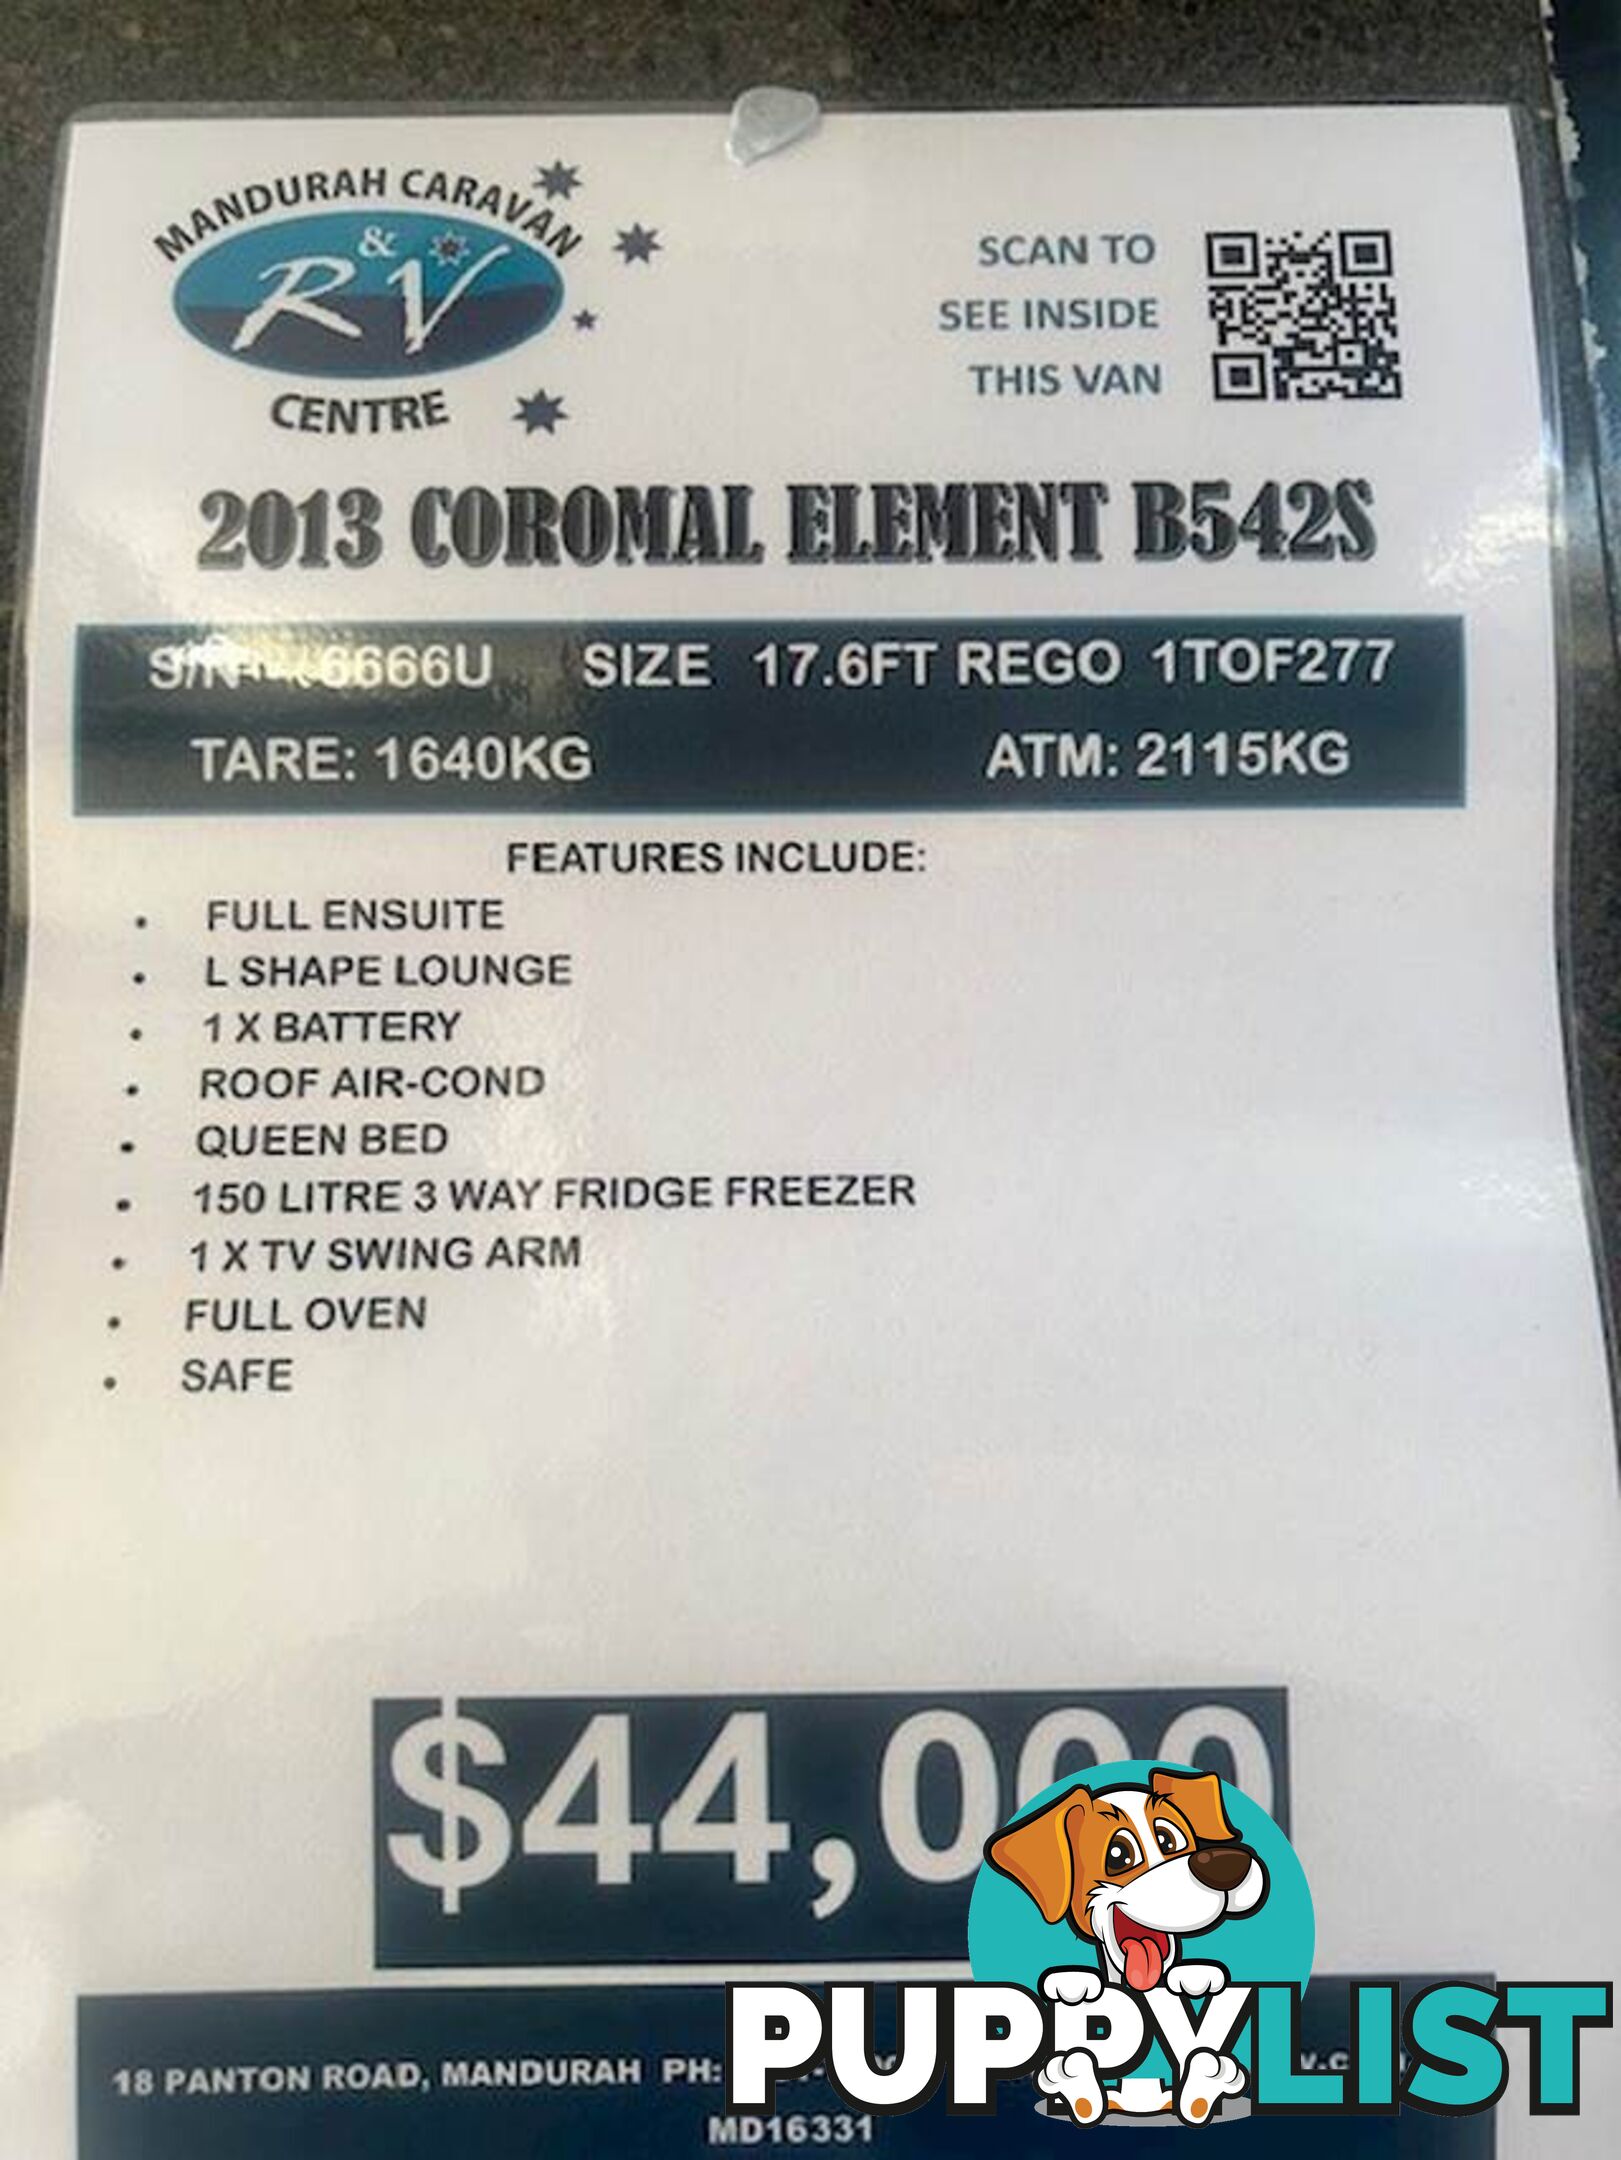 MANDURAH CARAVAN
& RV
CENTRE
SCAN TO
SEE INSIDE
THIS VAN
2013 COROMAL ELEMENT B542S
S/N 6666U SIZE 17.6FT REGO 1TOF277
TARE: 1640KG ATM: 2115KG
FEATURES INCLUDE:
• FULL ENSUITE
• L SHAPE LOUNGE
• 1 X BATTERY
• ROOF AIR-COND
• QUEEN BED
• 150 LITRE 3 WAY FRIDGE FREEZER
• 1 X TV SWING ARM
• FULL OVEN
• SAFE
$44,000
18 PANTON ROAD, MANDURAH PH:
MD16331
PUPPYLIST